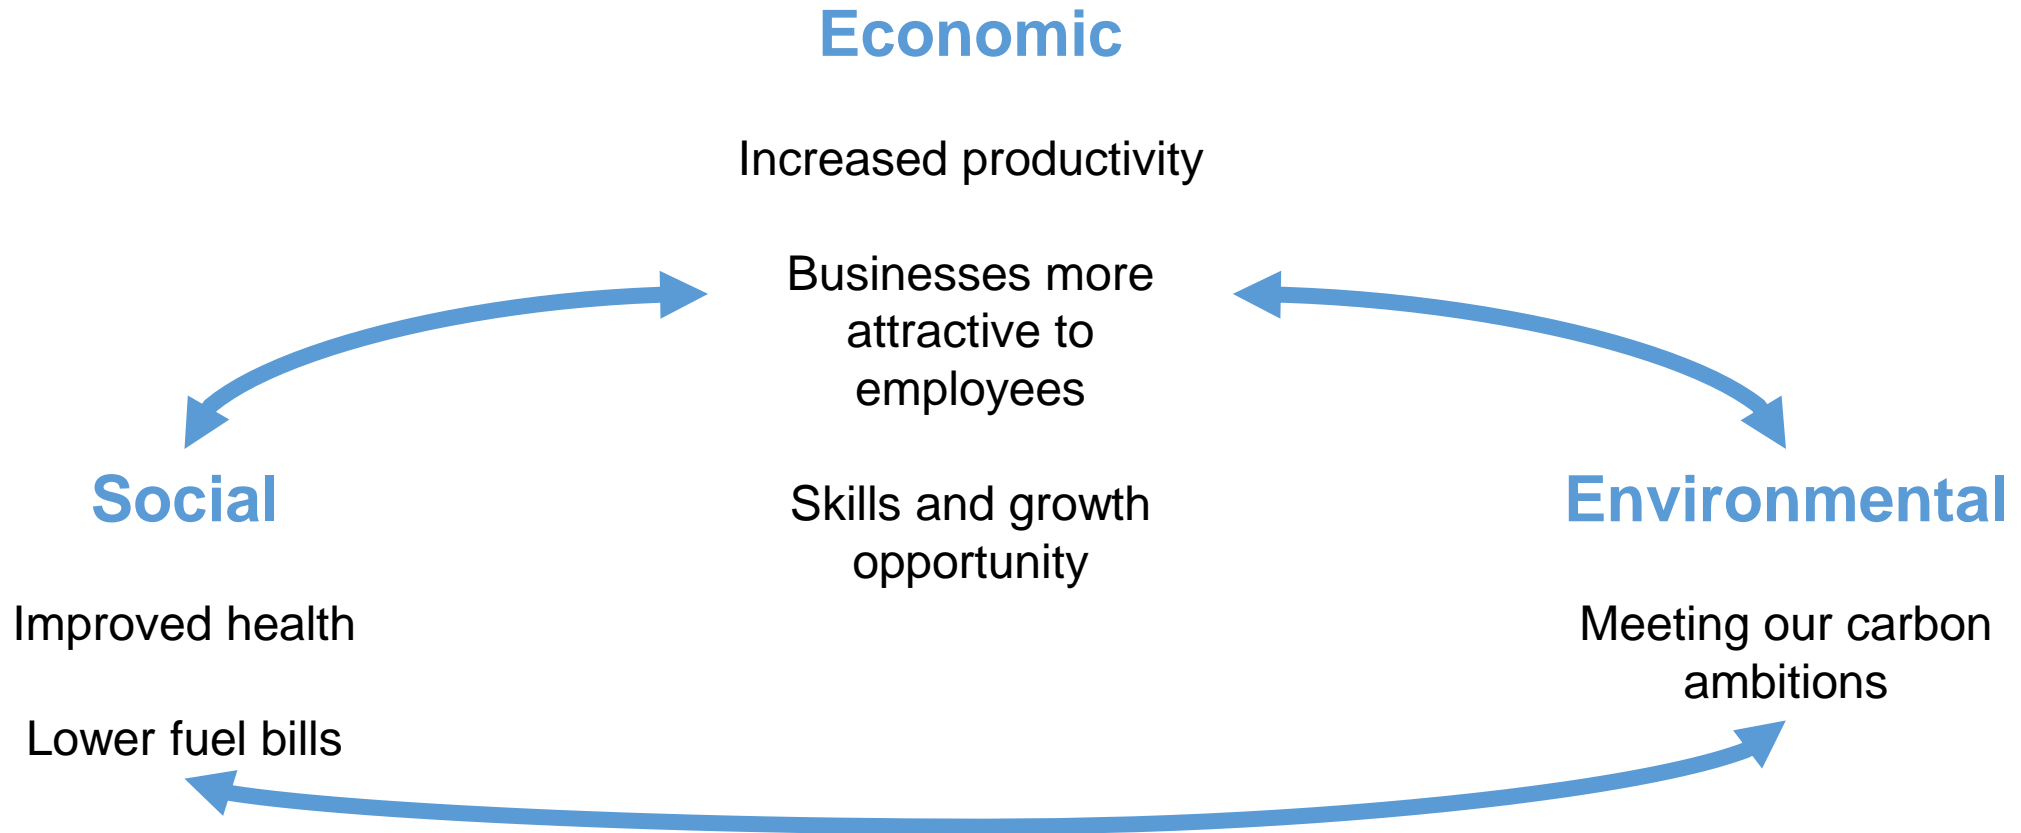 Economic
Increased productivity
Businesses more
attractive to
employees
Skills and growth
opportunity
Social
Improved health
Lower fuel bills
Environmental
Meeting our carbon
ambitions